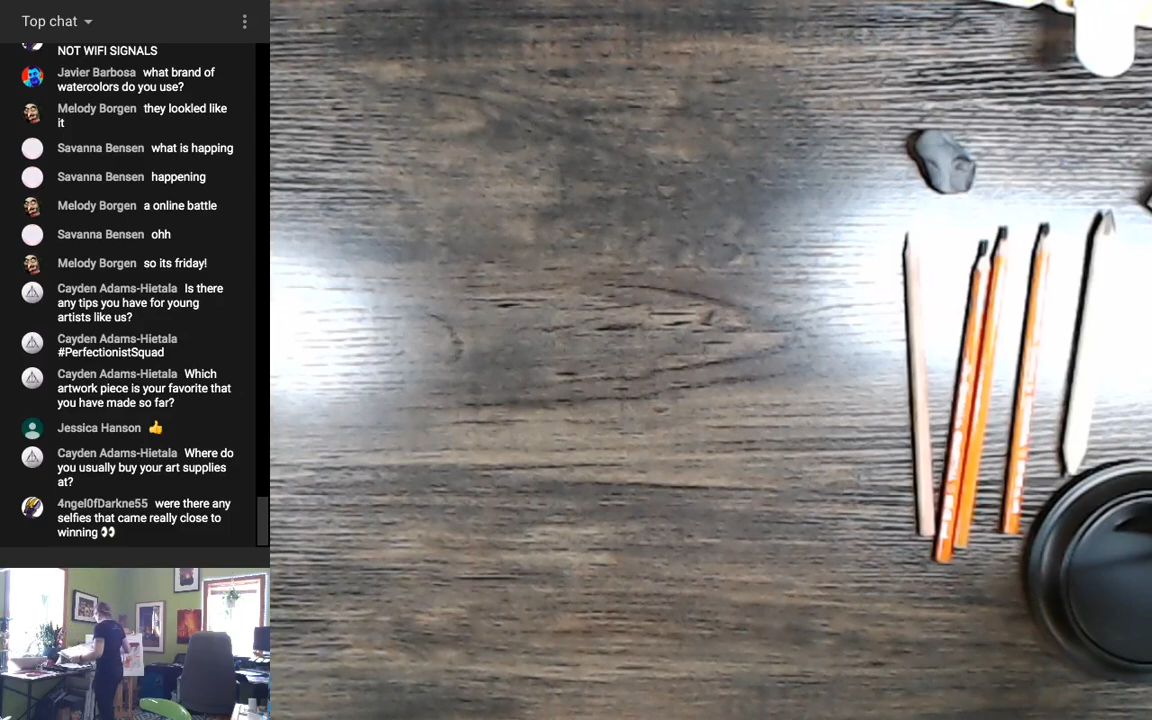 Top chat
NOT WIFI SIGNALS
Javier Barbosa what brand of
watercolors do you use?
Melody Borgen they lookled like
it
Savanna Bensen what is happing
Savanna Bensen happening
Melody Borgen a online battle
Savanna Bensen ohh
Melody Borgen so its friday!
Cayden Adams-Hietala Is there
any tips you have for young
artists like us?
Cayden Adams-Hietala
#PerfectionistSquad
Cayden Adams-Hietala Which
artwork piece is your favorite that
you have made so far?
Jessica Hanson 👍
Cayden Adams-Hietala Where do
you usually buy your art supplies
at?
4ngel0fDarkne55 were there any
selfies that came really close to
winning 👀